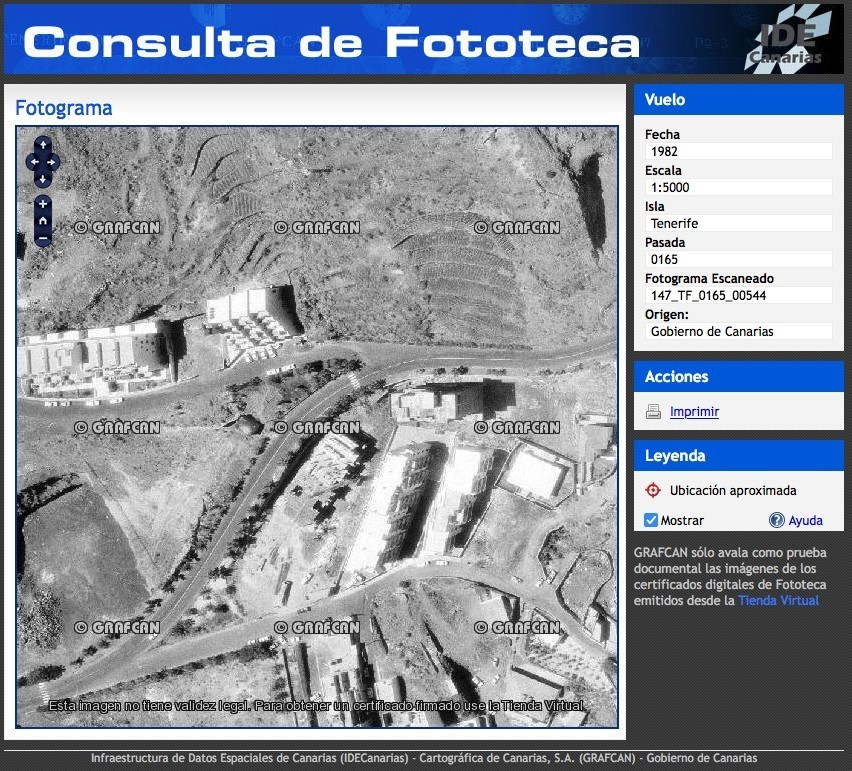 Consulta de Fototeca
IDE
Canarias
Fotograma
© GRAFCAN © GRAFCAN © GRAFCAN
© GRAFCAN © GRAFCAN © GRAFCAN
© GRAFCAN © GRAFCAN © GRAFCAN
Esta imagen no tiene validez legal. Para obtener un certificado firmado use la Tienda Virtual.
Vuelo
Fecha
1982
Escala
1:5000
Isla
Tenerife
Pasada
0165
Fotograma Escaneado
147_TF_0165_00544
Origen:
Gobierno de Canarias
Acciones
Imprimir
Leyenda
Ubicación aproximada
Mostrar
Ayuda
GRAFCAN sólo avala como prueba
documental las imágenes de los
certificados digitales de Fototeca
emitidos desde la Tienda Virtual
Infraestructura de Datos Espaciales de Canarias (IDECanarias) - Cartográfica de Canarias, S.A. (GRAFCAN) - Gobierno de Canarias